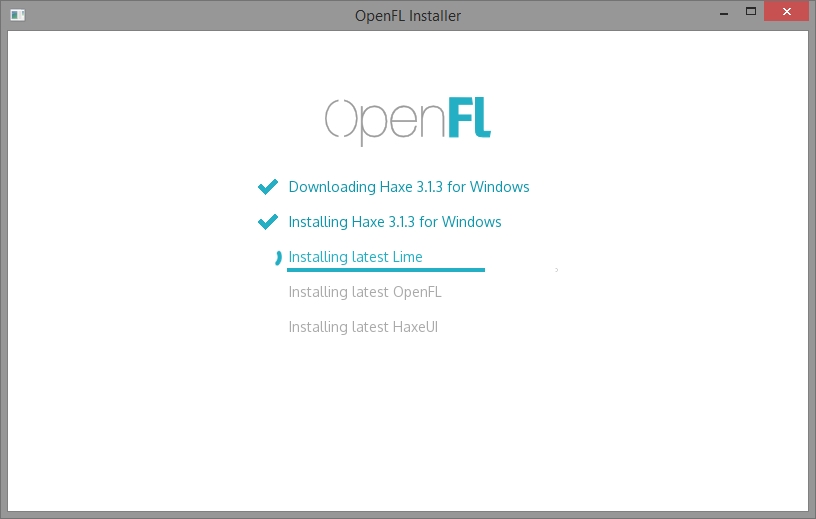 OpenFL Installer
OpenFL
Downloading Haxe 3.1.3 for Windows
Installing Haxe 3.1.3 for Windows
Installing latest Lime
Installing latest OpenFL
Installing latest HaxeUI